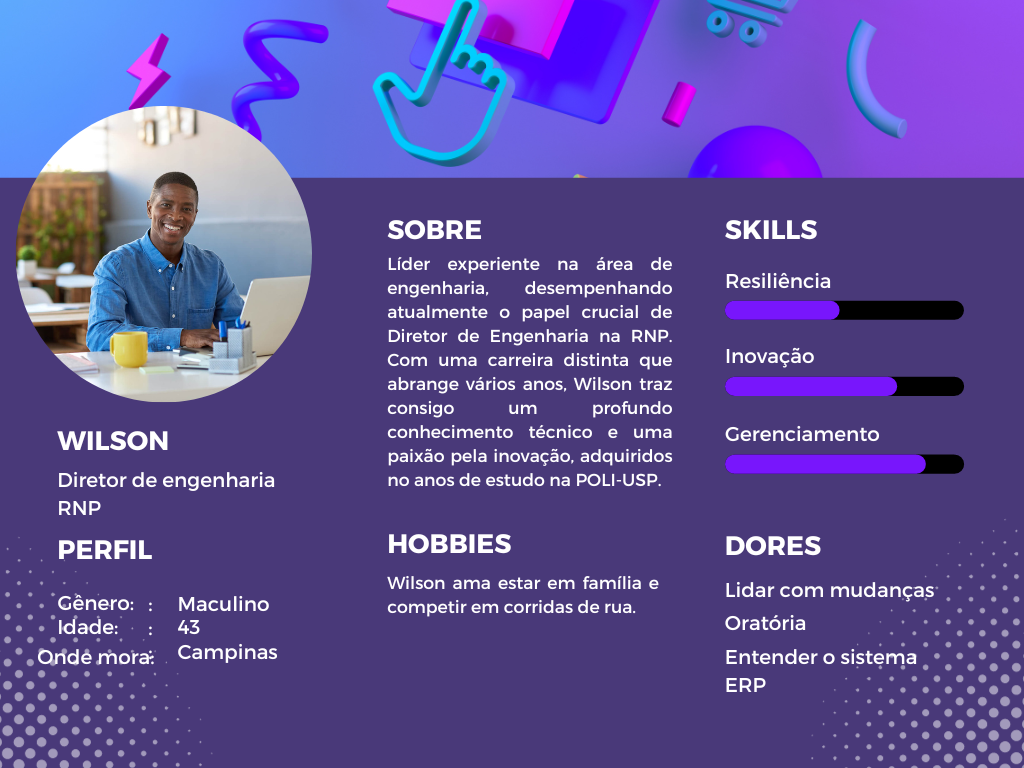 WILSON
Diretor de engenharia
RNP
PERFIL
Gênero: : Maculino
Idade: : 43
Onde mora: : Campinas
SOBRE
Líder experiente na área de
engenharia, desempenhando
atualmente o papel crucial de
Diretor de Engenharia na RNP.
Com uma carreira distinta que
abrange vários anos, Wilson traz
consigo um profundo
conhecimento técnico e uma
paixão pela inovação, adquiridos
no anos de estudo na POLI-USP.
HOBBIES
Wilson ama estar em família e
competir em corridas de rua.
SKILLS
Resiliência
Inovação
Gerenciamento
DORES
Lidar com mudanças
Oratória
Entender o sistema
ERP